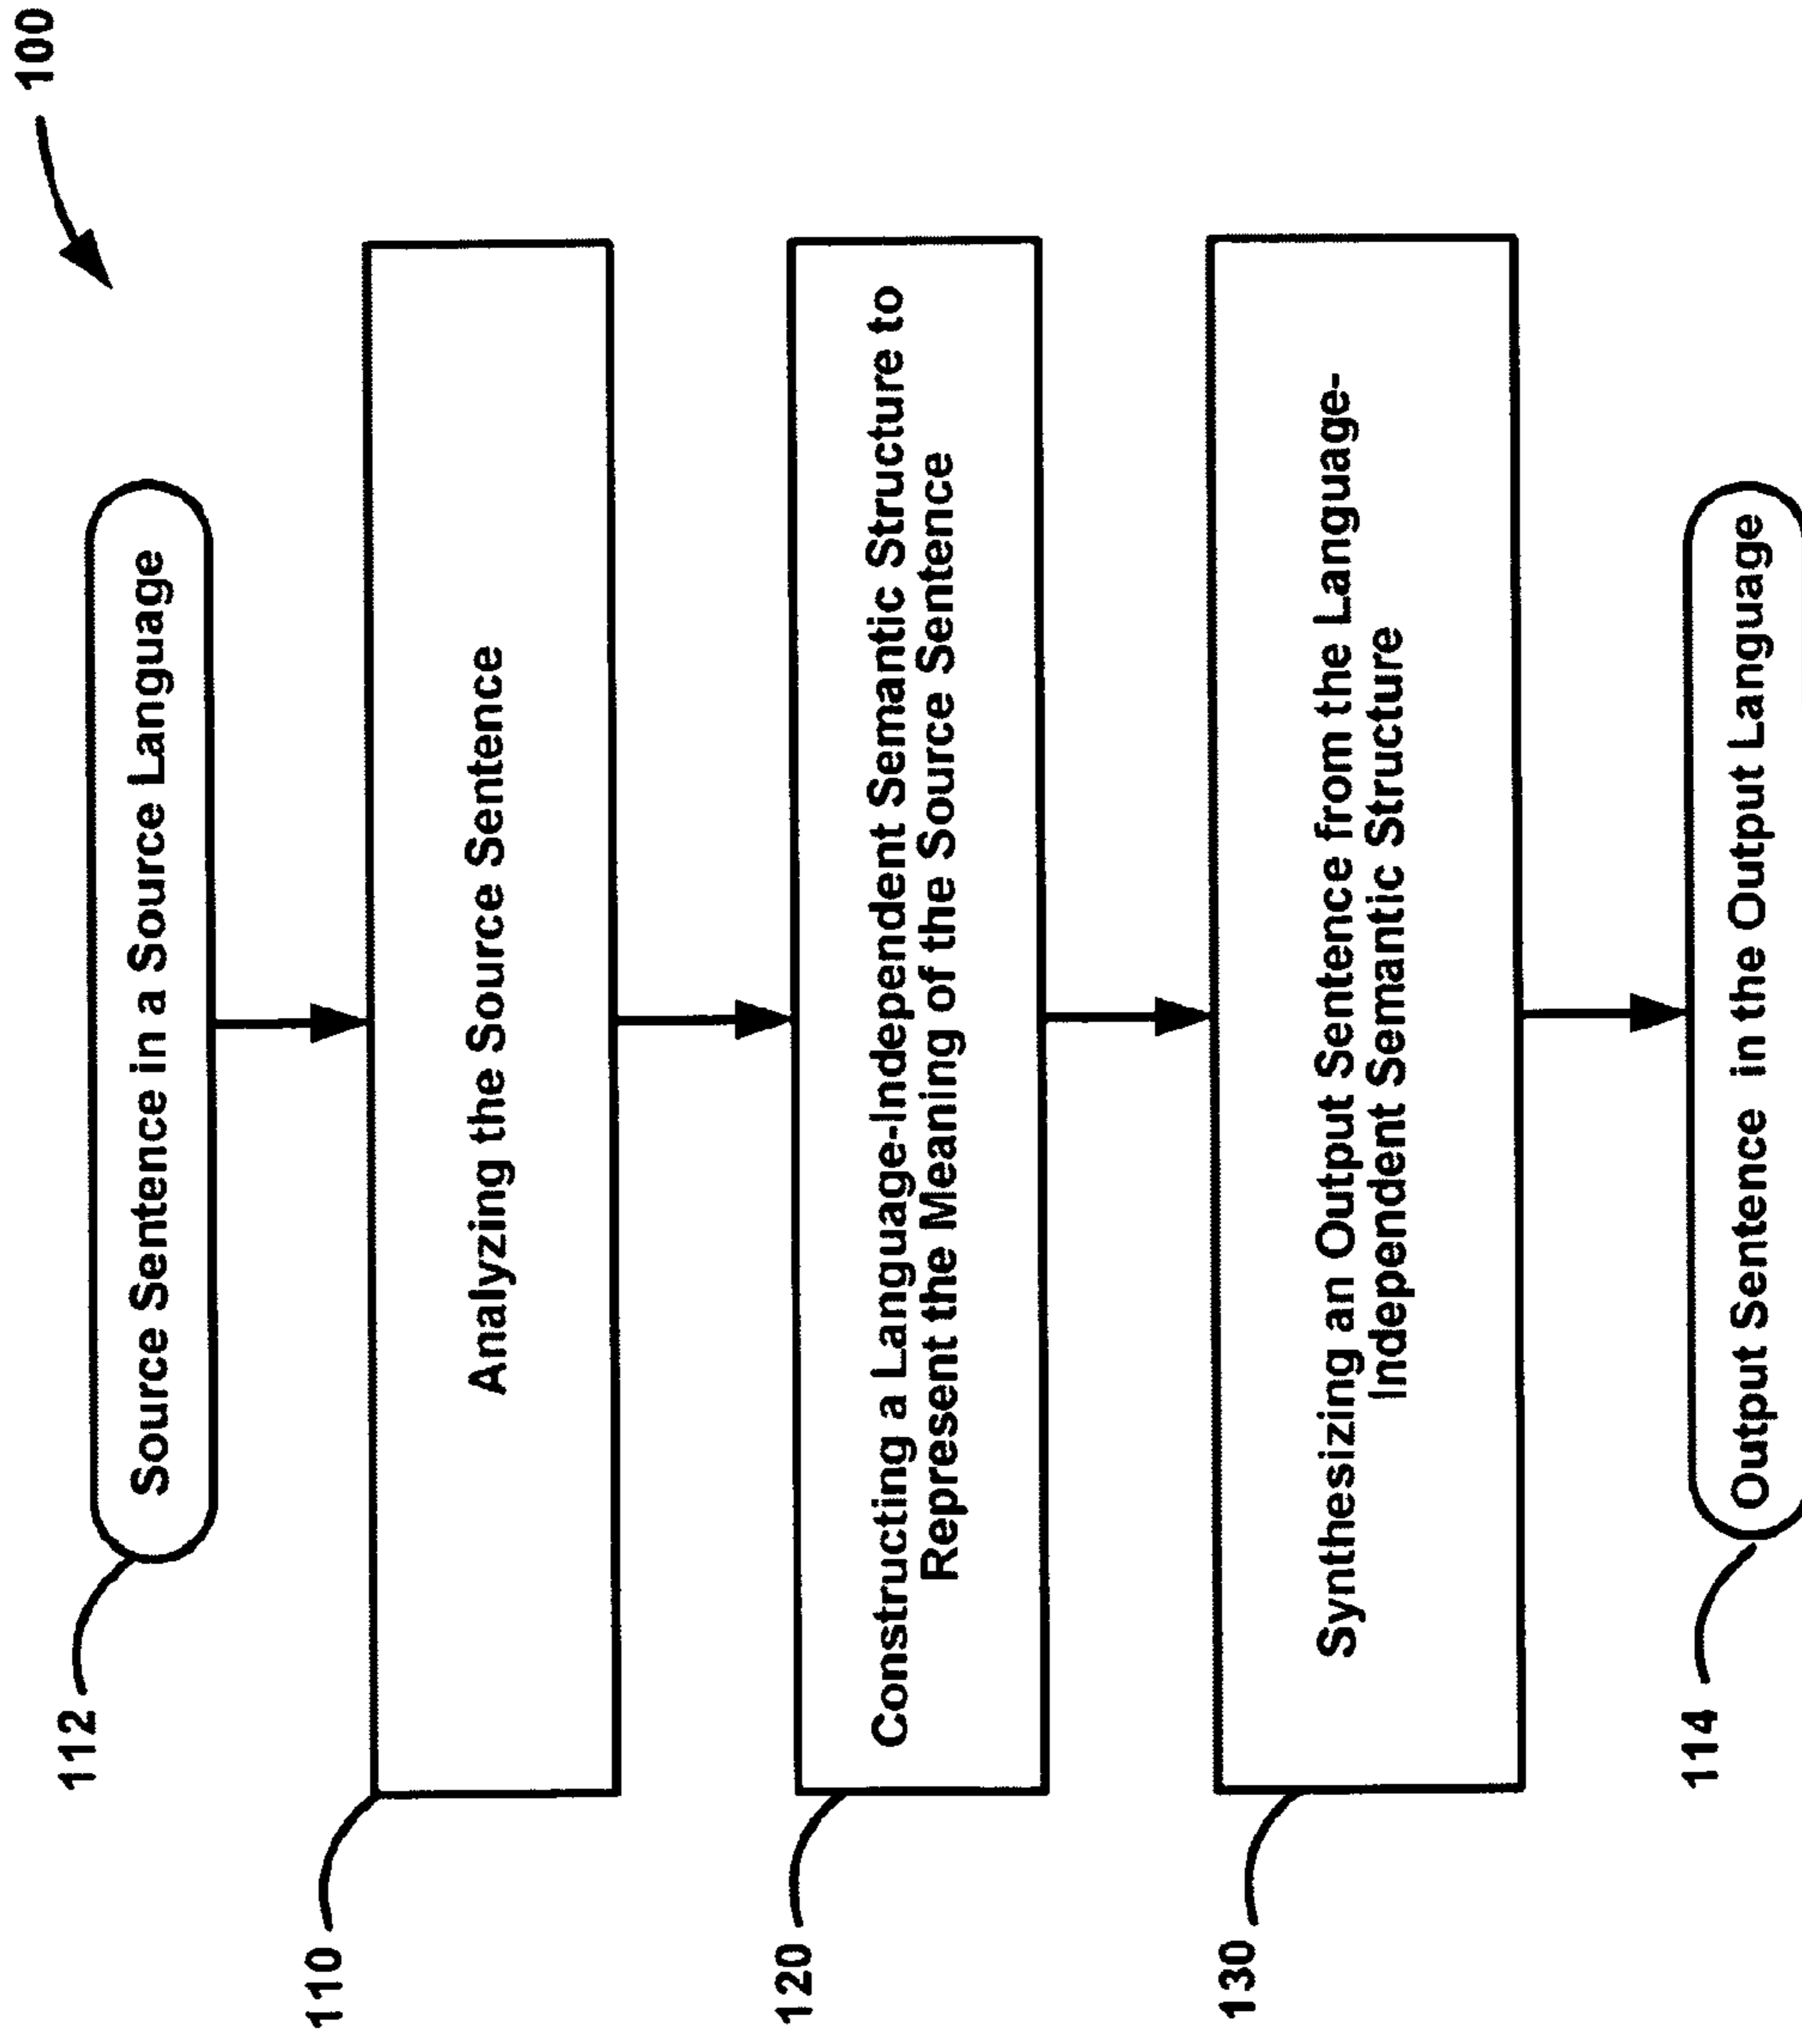 100
112
Source Sentence in a Source Language
110
Analyzing the Source Sentence
120
Constructing a Language-Independent Semantic Structure to
Represent the Meaning of the Source Sentence
130
Synthesizing an Output Sentence from the Language-
Independent Semantic Structure
114
Output Sentence in the Output Language